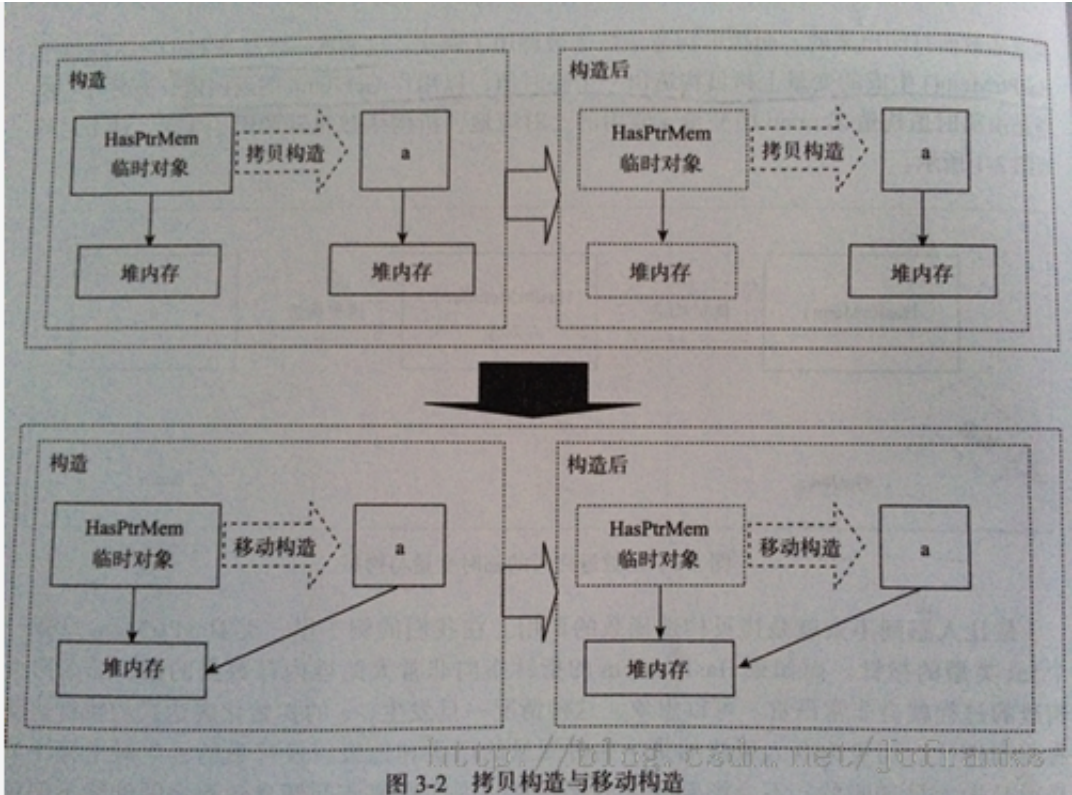 构造
构造后
HasPtrMem
临时对象
拷贝构造
a
HasPtrMem
临时对象
拷贝构造
a
堆内存
堆内存
堆内存
堆内存
构造
构造后
HasPtrMem
临时对象
移动构造
a
HasPtrMem
临时对象
移动构造
a
堆内存
堆内存
图 3-2 拷贝构造与移动构造